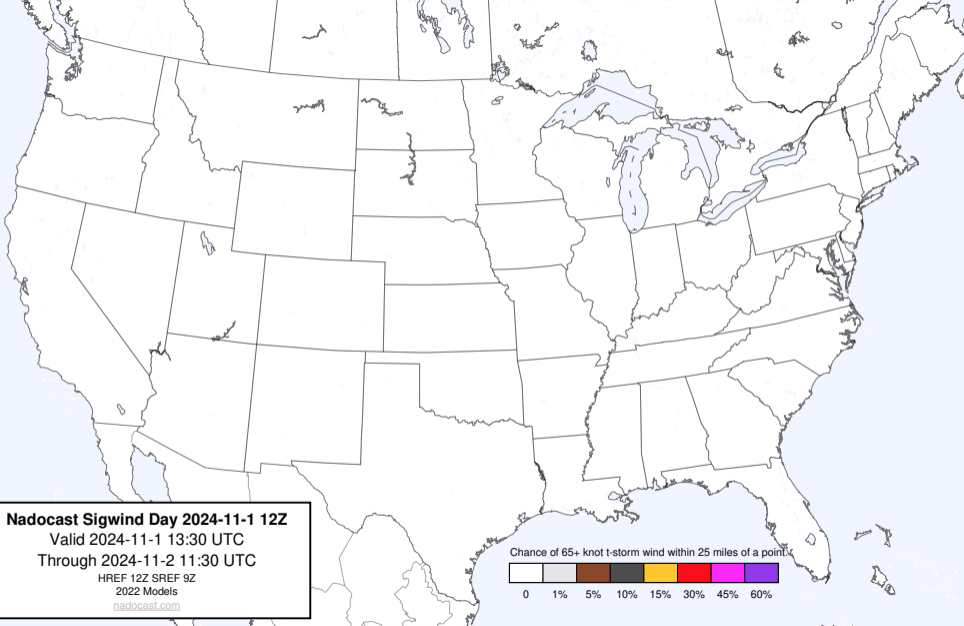 Nadocast Sigwind Day 2024-11-1 12Z
Valid 2024-11-1 13:30 UTC
Through 2024-11-2 11:30 UTC
HREF 12Z SREF 9Z
2022 Models
nadocast.com
Chance of 65+ knot t-storm wind within 25 miles of a point.
0 1% 5% 10% 15% 30% 45% 60%